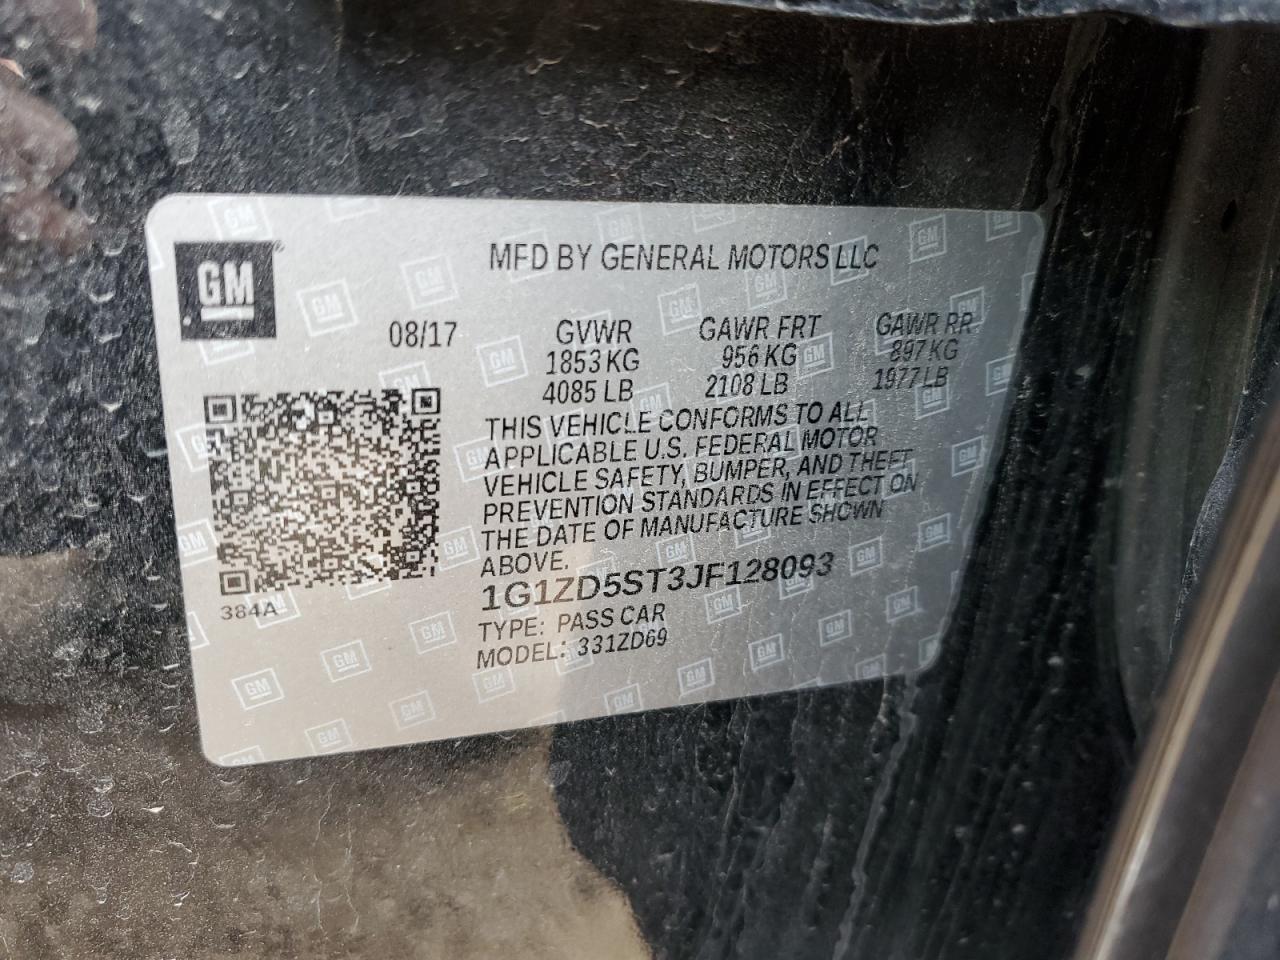 GM
MFD BY GENERAL MOTORS LLC
08/17 GVWR GAWR FRT GAWR RR
1853 KG 956 KG 897 KG
4085 LB 2108 LB 1977 LB
THIS VEHICLE CONFORMS TO ALL
APPLICABLE U.S. FEDERAL MOTOR
VEHICLE SAFETY, BUMPER, AND THEFT
PREVENTION STANDARDS IN EFFECT ON
THE DATE OF MANUFACTURE SHOWN
ABOVE.
1G1ZD5ST3JF128093
384A
TYPE: PASS CAR
MODEL: 331ZD69